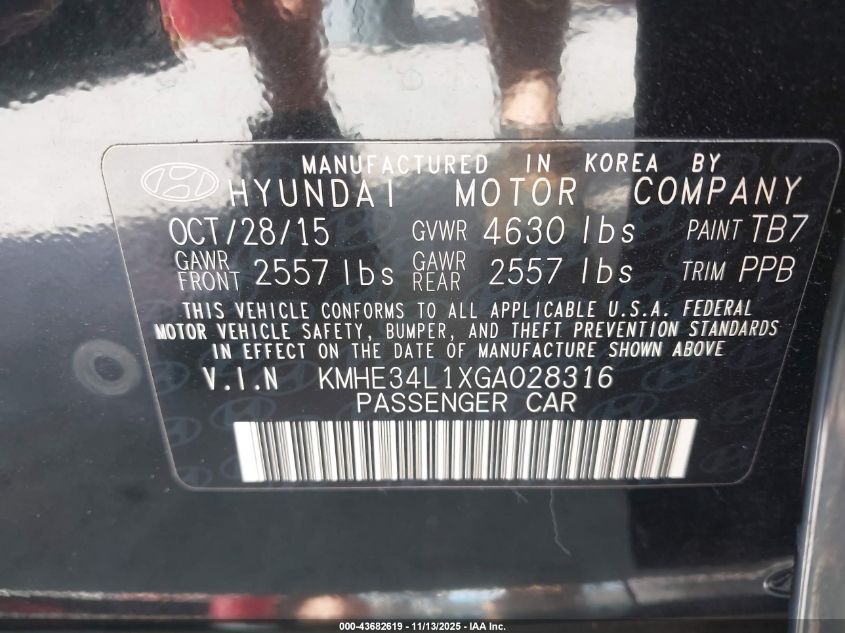 MANUFACTURED IN KOREA BY
HYUNDAI MOTOR COMPANY
OCT/28/15 GVWR 4630 lbs PAINT TB7
GAWR FRONT 2557 lbs GAWR REAR 2557 lbs TRIM PPB
THIS VEHICLE CONFORMS TO ALL APPLICABLE U.S.A. FEDERAL
MOTOR VEHICLE SAFETY, BUMPER, AND THEFT PREVENTION STANDARDS
IN EFFECT ON THE DATE OF MANUFACTURE SHOWN ABOVE
V.I.N KMHE34L1XGA028316
PASSENGER CAR
000-43682619 - 11/13/2025 - IAA Inc.